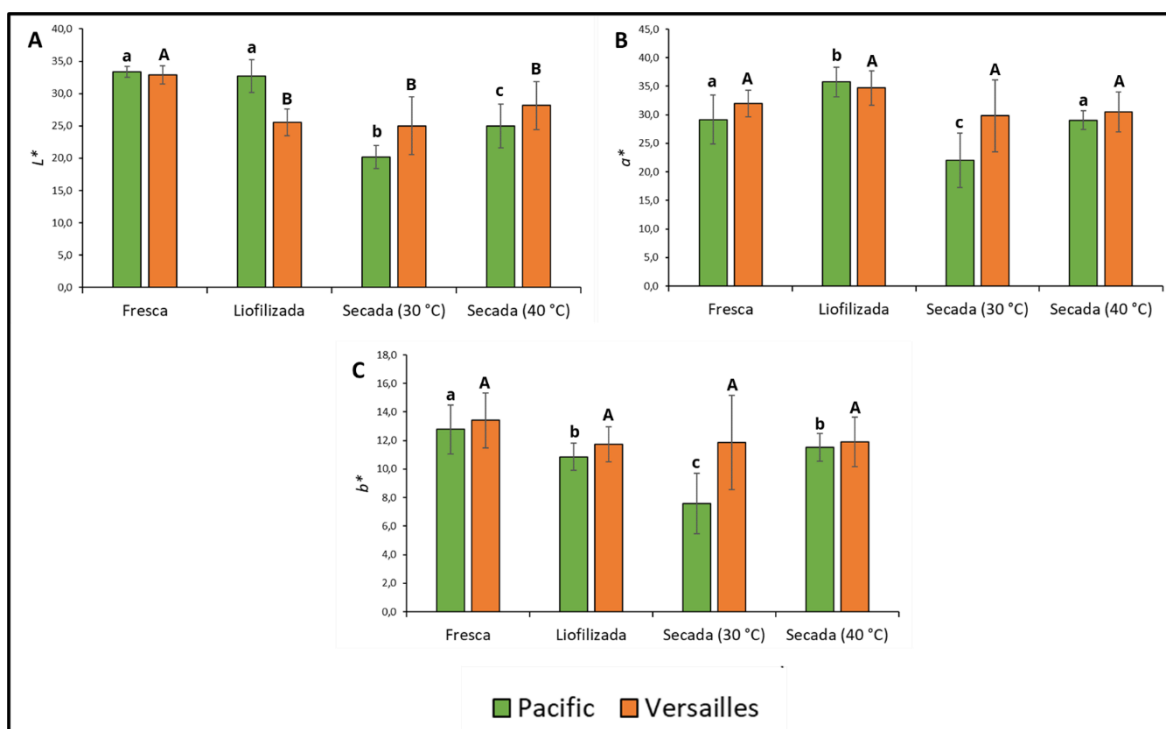 A
40,0
35,0
30,0
25,0
20,0
15,0
10,0
5,0
0,0
L*
a A a B b B c B
Fresca Liofilizada Secada (30 °C) Secada (40 °C)
B
45,0
40,0
35,0
30,0
25,0
20,0
15,0
10,0
5,0
0,0
a*
a A b A c A a A
Fresca Liofilizada Secada (30 °C) Secada (40 °C)
C
18,0
16,0
14,0
12,0
10,0
8,0
6,0
4,0
2,0
0,0
b*
a A b A c A b A
Fresca Liofilizada Secada (30 °C) Secada (40 °C)
Pacific Versailles